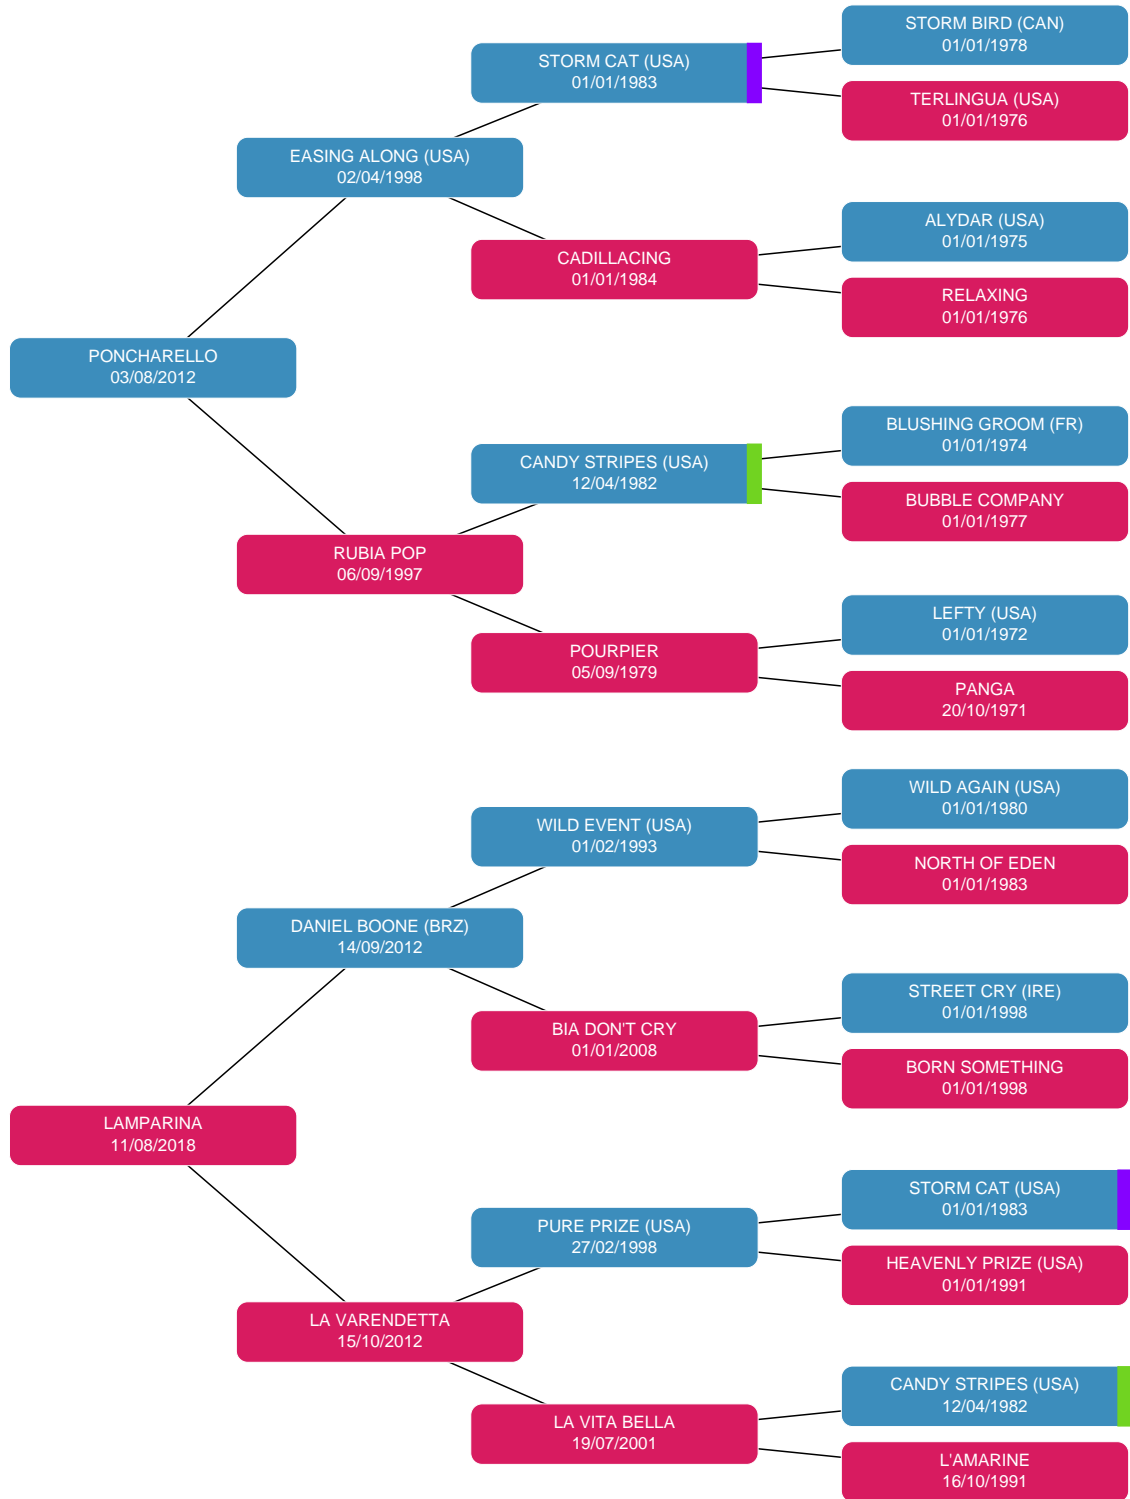 STORM BIRD (CAN)
01/01/1978
STORM CAT (USA)
01/01/1983
TERLINGUA (USA)
01/01/1976
EASING ALONG (USA)
02/04/1998
ALYDAR (USA)
01/01/1975
CADILLACING
01/01/1984
RELAXING
01/01/1976
PONCHARELLO
03/08/2012
BLUSHING GROOM (FR)
01/01/1974
CANDY STRIPES (USA)
12/04/1982
BUBBLE COMPANY
01/01/1977
RUBIA POP
06/09/1997
LEFTY (USA)
01/01/1972
POURPIER
05/09/1979
PANGA
20/10/1971
WILD AGAIN (USA)
01/01/1980
WILD EVENT (USA)
01/02/1993
NORTH OF EDEN
01/01/1983
DANIEL BOONE (BRZ)
14/09/2012
STREET CRY (IRE)
01/01/1998
BIA DON'T CRY
01/01/2008
BORN SOMETHING
01/01/1998
LAMPARINA
11/08/2018
STORM CAT (USA)
01/01/1983
PURE PRIZE (USA)
27/02/1998
HEAVENLY PRIZE (USA)
01/01/1991
LA VARENDETTA
15/10/2012
CANDY STRIPES (USA)
12/04/1982
LA VITA BELLA
19/07/2001
L'AMARINE
16/10/1991